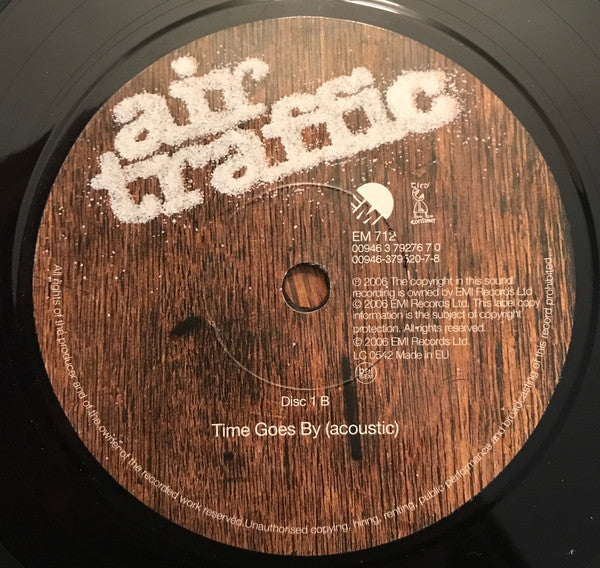 air
traffic
EMI
Tiny
Consumer
EM 712
00946 3 79276 7 0
00946-379520-7-8
℗ 2006 The copyright in this sound
recording is owned by EMI Records Ltd
© 2006 EMI Records Ltd. This label copy
information is the subject of copyright
protection. All rights reserved.
© 2006 EMI Records Ltd.
LC 0542 Made in EU
Disc 1 B
Time Goes By (acoustic)
All rights of the producer and of the owner of the recorded work reserved. Unauthorised copying, hiring, renting, public performance and broadcasting of this record prohibited.